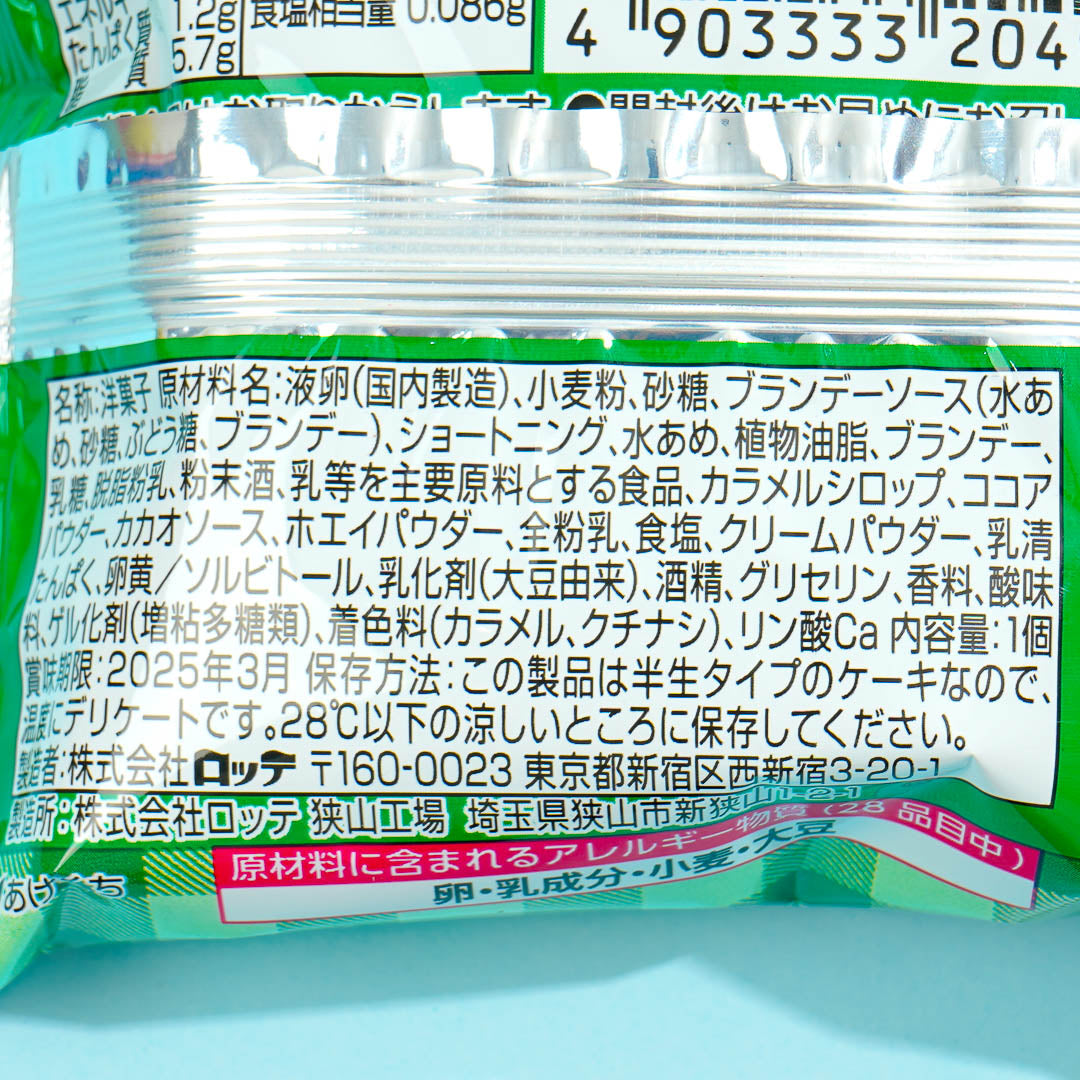 エネルギー
たんぱく質 1.2g 食塩相当量 0.086g
5.7g
4 903333 204
名称:洋菓子 原材料名:液卵(国内製造)、小麦粉、砂糖、ブランデーソース(水あ
め、砂糖、ぶどう糖、ブランデー)、ショートニング、水あめ、植物油脂、ブランデー、
乳糖、脱脂粉乳、粉末酒、乳等を主要原料とする食品、カラメルシロップ、ココア
パウダー、カカオソース、ホエイパウダー、全粉乳、食塩、クリームパウダー、乳清
たんぱく、卵黄/ソルビトール、乳化剤(大豆由来)、酒精、グリセリン、香料、酸味
料、ゲル化剤(増粘多糖類)、着色料(カラメル、クチナシ)、リン酸Ca 内容量:1個
賞味期限:2025年3月 保存方法:この製品は半生タイプのケーキなので、
温度にデリケートです。28℃以下の涼しいところに保存してください。
製造者:株式会社 ロッテ 〒160-0023 東京都新宿区西新宿3-20-1
製造所:株式会社ロッテ 狭山工場 埼玉県狭山市新狭山1-2-1
原材料に含まれるアレルギー物質(28品目中)
卵・乳成分・小麦・大豆
あけくち